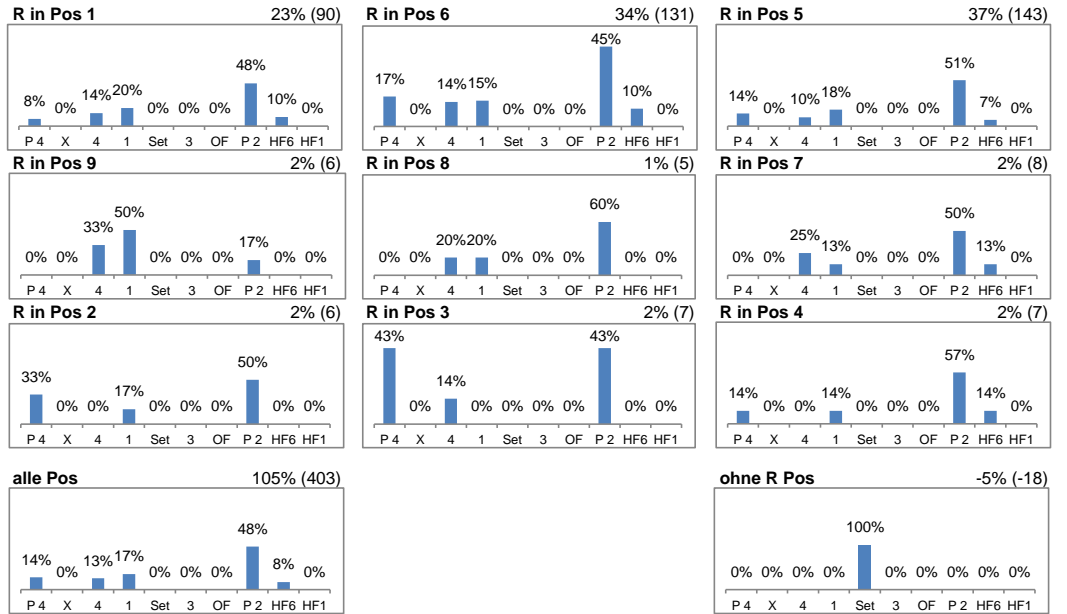 R in Pos 1 23% (90)
8% 0% 14% 20% 0% 0% 0% 48% 10% 0%
P 4 X 4 1 Set 3 OF P 2 HF6 HF1
R in Pos 6 34% (131)
17% 0% 14% 15% 0% 0% 0% 45% 10% 0%
P 4 X 4 1 Set 3 OF P 2 HF6 HF1
R in Pos 5 37% (143)
14% 0% 10% 18% 0% 0% 0% 51% 7% 0%
P 4 X 4 1 Set 3 OF P 2 HF6 HF1
R in Pos 9 2% (6)
0% 0% 33% 50% 0% 0% 0% 17% 0% 0%
P 4 X 4 1 Set 3 OF P 2 HF6 HF1
R in Pos 8 1% (5)
0% 0% 20% 20% 0% 0% 0% 60% 0% 0%
P 4 X 4 1 Set 3 OF P 2 HF6 HF1
R in Pos 7 2% (8)
0% 0% 25% 13% 0% 0% 0% 50% 13% 0%
P 4 X 4 1 Set 3 OF P 2 HF6 HF1
R in Pos 2 2% (6)
33% 0% 0% 17% 0% 0% 0% 50% 0% 0%
P 4 X 4 1 Set 3 OF P 2 HF6 HF1
R in Pos 3 2% (7)
43% 0% 14% 0% 0% 0% 0% 43% 0% 0%
P 4 X 4 1 Set 3 OF P 2 HF6 HF1
R in Pos 4 2% (7)
14% 0% 0% 14% 0% 0% 0% 57% 14% 0%
P 4 X 4 1 Set 3 OF P 2 HF6 HF1
alle Pos 105% (403)
14% 0% 13% 17% 0% 0% 0% 48% 8% 0%
P 4 X 4 1 Set 3 OF P 2 HF6 HF1
ohne R Pos -5% (-18)
0% 0% 0% 0% 100% 0% 0% 0% 0% 0%
P 4 X 4 1 Set 3 OF P 2 HF6 HF1